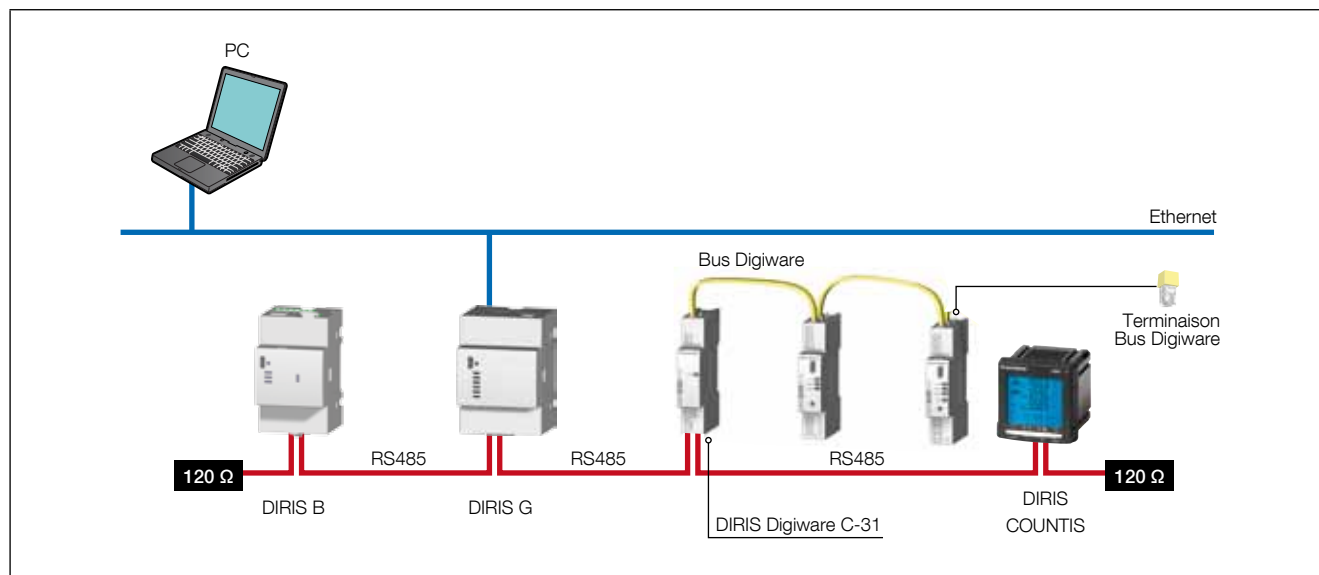 PC
Ethernet
Bus Digiware
Terminaison
Bus Digiware
RS485
RS485
RS485
120 Ω
120 Ω
DIRIS B
DIRIS G
DIRIS Digiware C-31
DIRIS
COUNTIS